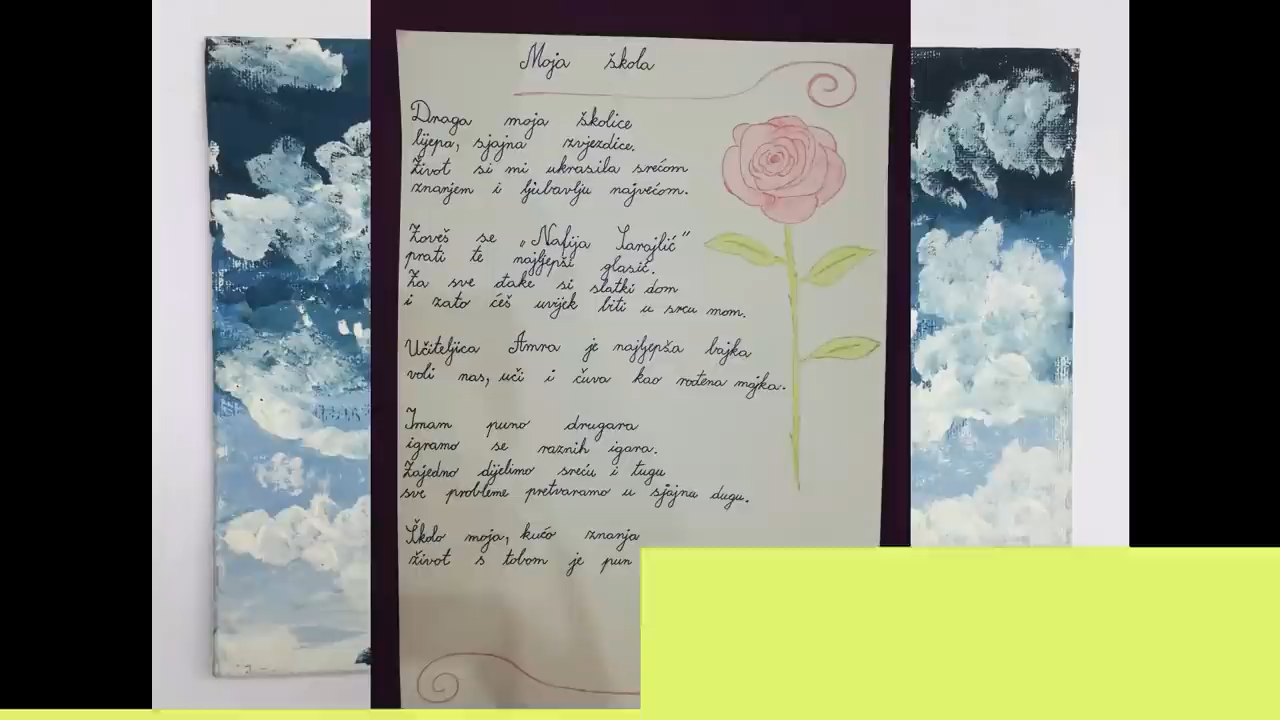 Moja škola
Draga moja školice
lijepa, sjajna zvjezdice.
Život si mi ukrasila srećom
znanjem i ljubavlju najvećom.
Zoveš se „Nafija Sarajlić"
prati te najljepši glasić.
Za sve đake si slatki dom
i zato ćeš uvijek biti u srcu mom.
Učiteljica Amra je najljepša bajka
voli nas, uči i čuva kao rođena majka.
Imam puno drugara
igramo se raznih igara.
Zajedno dijelimo sreću i tugu
sve probleme pretvaramo u sjajnu dugu.
Školo moja, kućo znanja
život s tobom je pun